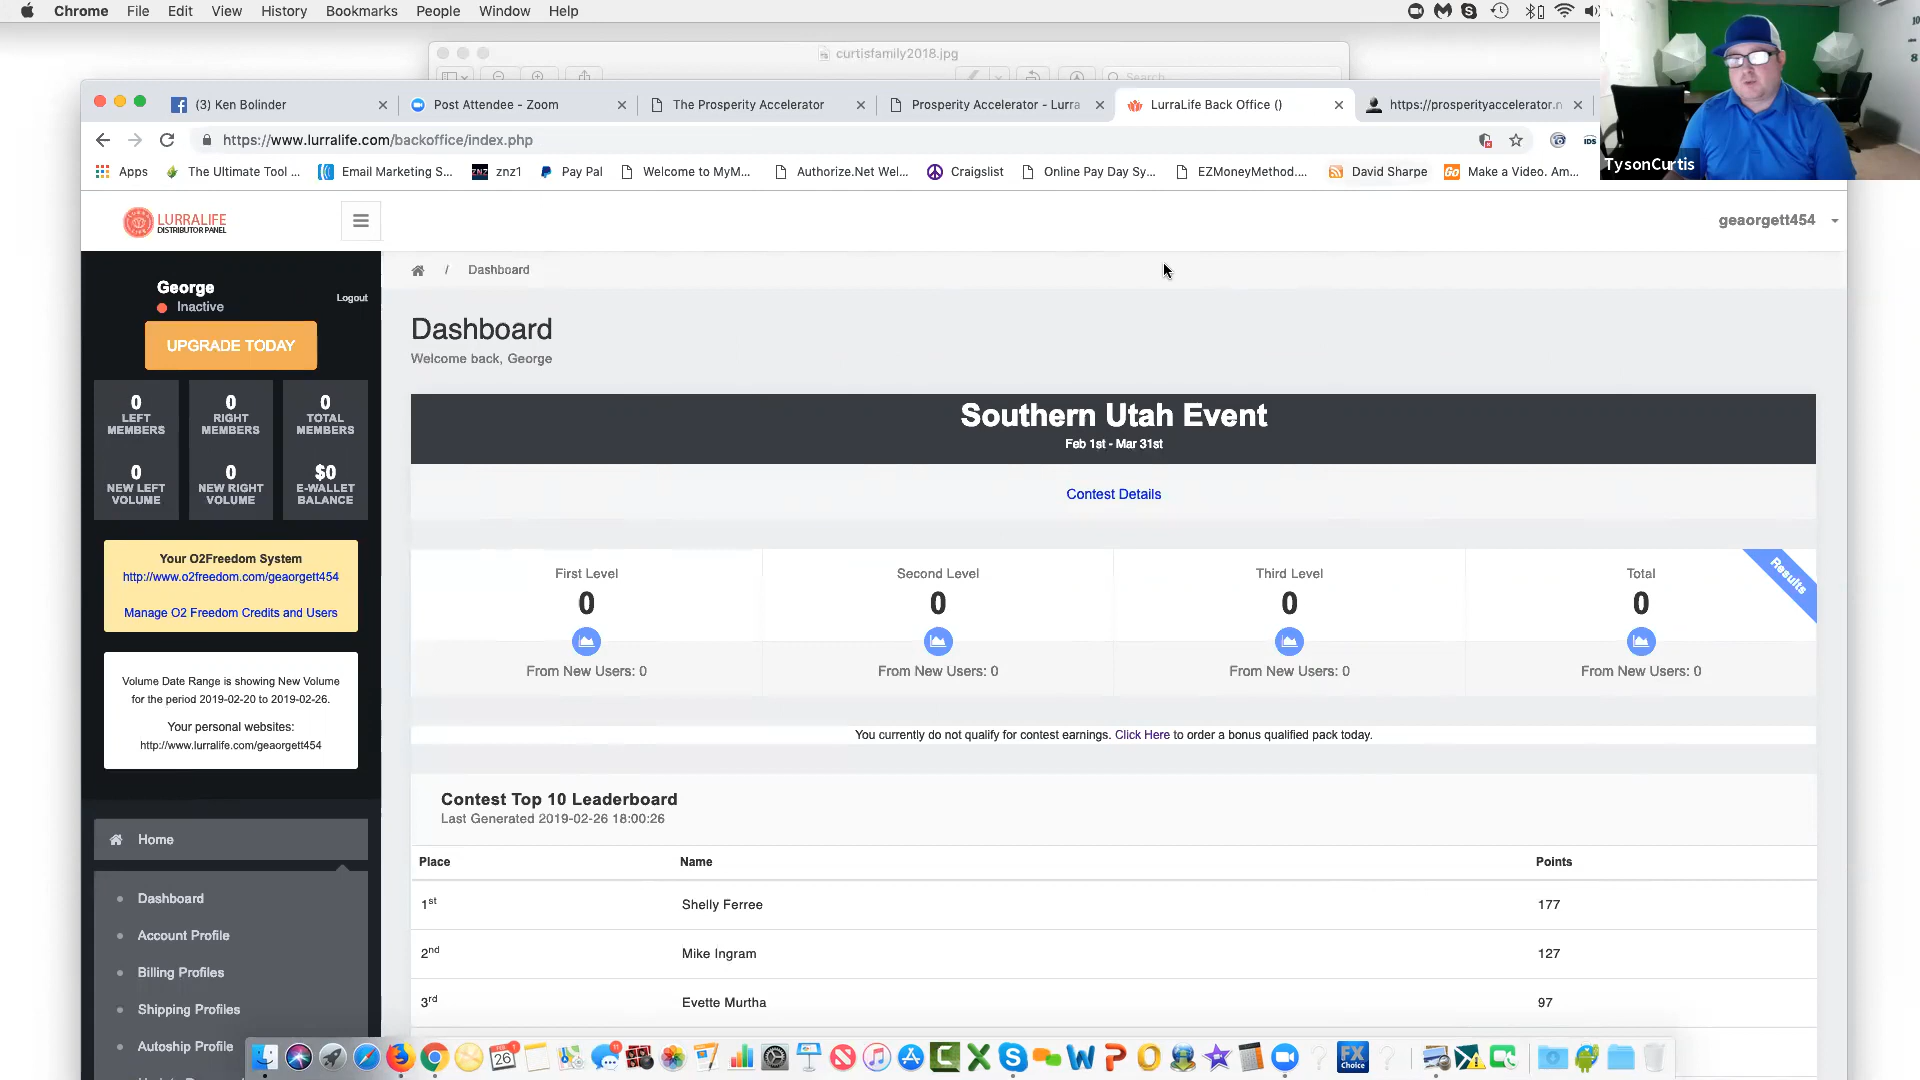 Chrome File Edit View History Bookmarks People Window Help
curtisfamily2018.jpg
Search
(3) Ken Bolinder
Post Attendee - Zoom
The Prosperity Accelerator
Prosperity Accelerator - Lurra
LurraLife Back Office ()
https://prosperityaccelerator.n
https://www.lurralife.com/backoffice/index.php
Apps The Ultimate Tool ... Email Marketing S... znz1 Pay Pal Welcome to MyM... Authorize.Net Wel... Craigslist Online Pay Day Sy... EZMoneyMethod.... David Sharpe Make a Video. Am...
TysonCurtis
LURRALIFE
DISTRIBUTOR PANEL
geaorgett454
George
Inactive
Logout
UPGRADE TODAY
0 LEFT MEMBERS
0 RIGHT MEMBERS
0 TOTAL MEMBERS
0 NEW LEFT VOLUME
0 NEW RIGHT VOLUME
$0 E-WALLET BALANCE
Your O2Freedom System
http://www.o2freedom.com/geaorgett454
Manage O2 Freedom Credits and Users
Volume Date Range is showing New Volume
for the period 2019-02-20 to 2019-02-26.
Your personal websites:
http://www.lurralife.com/geaorgett454
Home
Dashboard
Account Profile
Billing Profiles
Shipping Profiles
Autoship Profile
/ Dashboard
Dashboard
Welcome back, George
Southern Utah Event
Feb 1st - Mar 31st
Contest Details
First Level Second Level Third Level Total
0 0 0 0
Results
From New Users: 0 From New Users: 0 From New Users: 0 From New Users: 0
You currently do not qualify for contest earnings. Click Here to order a bonus qualified pack today.
Contest Top 10 Leaderboard
Last Generated 2019-02-26 18:00:26
Place Name Points
1st Shelly Ferree 177
2nd Mike Ingram 127
3rd Evette Murtha 97
26
FX Choice